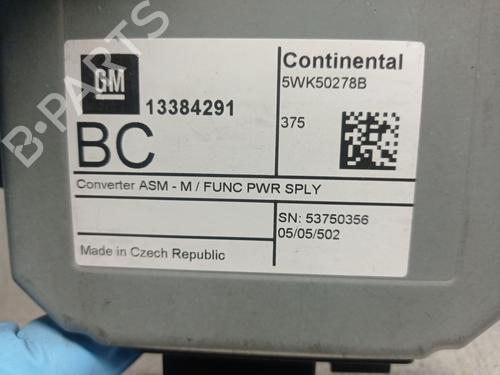 GM
13384291
BC
Continental
5WK50278B
375
Converter ASM - M / FUNC PWR SPLY
SN: 53750356
05/05/502
Made in Czech Republic